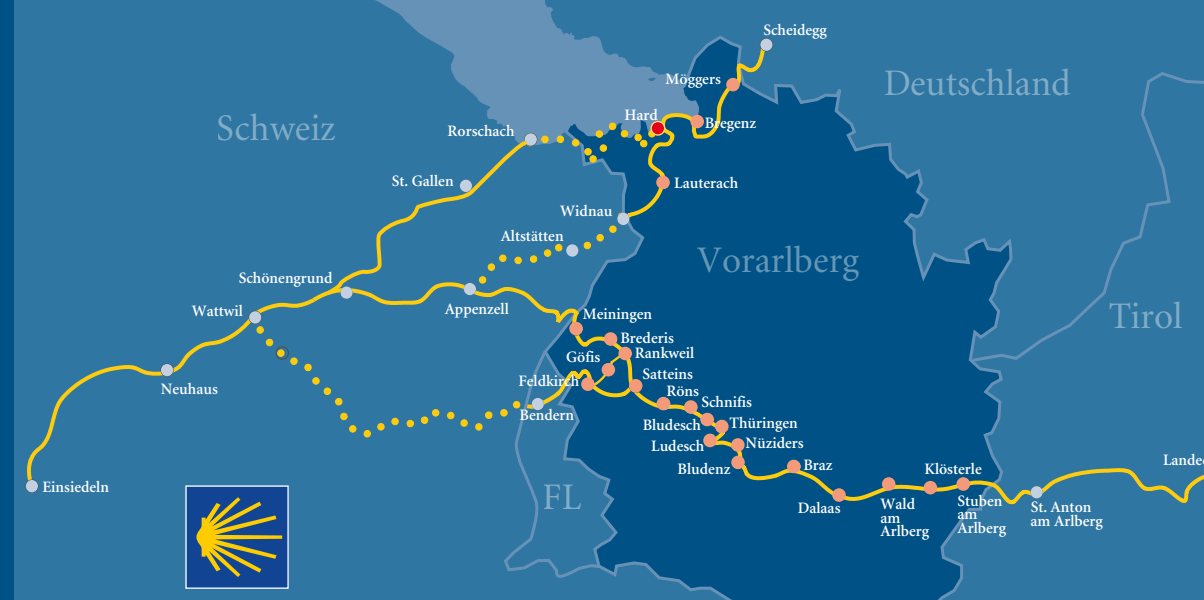 Scheidegg
Möggers
Deutschland
Hard
Bregenz
Schweiz
Rorschach
St. Gallen
Lauterach
Widnau
Altstätten
Vorarlberg
Schönengrund
Wattwil
Appenzell
Meiningen
Tirol
Brederis
Göfis
Rankweil
Neuhaus
Feldkirch
Satteins
Röns
Schnifis
Bendern
Bludesch
Thüringen
Ludesch
Nüziders
Bludenz
Braz
Klösterle
Einsiedeln
FL
Dalaas
Wald
am
Arlberg
Stuben
am
Arlberg
St. Anton
am Arlberg